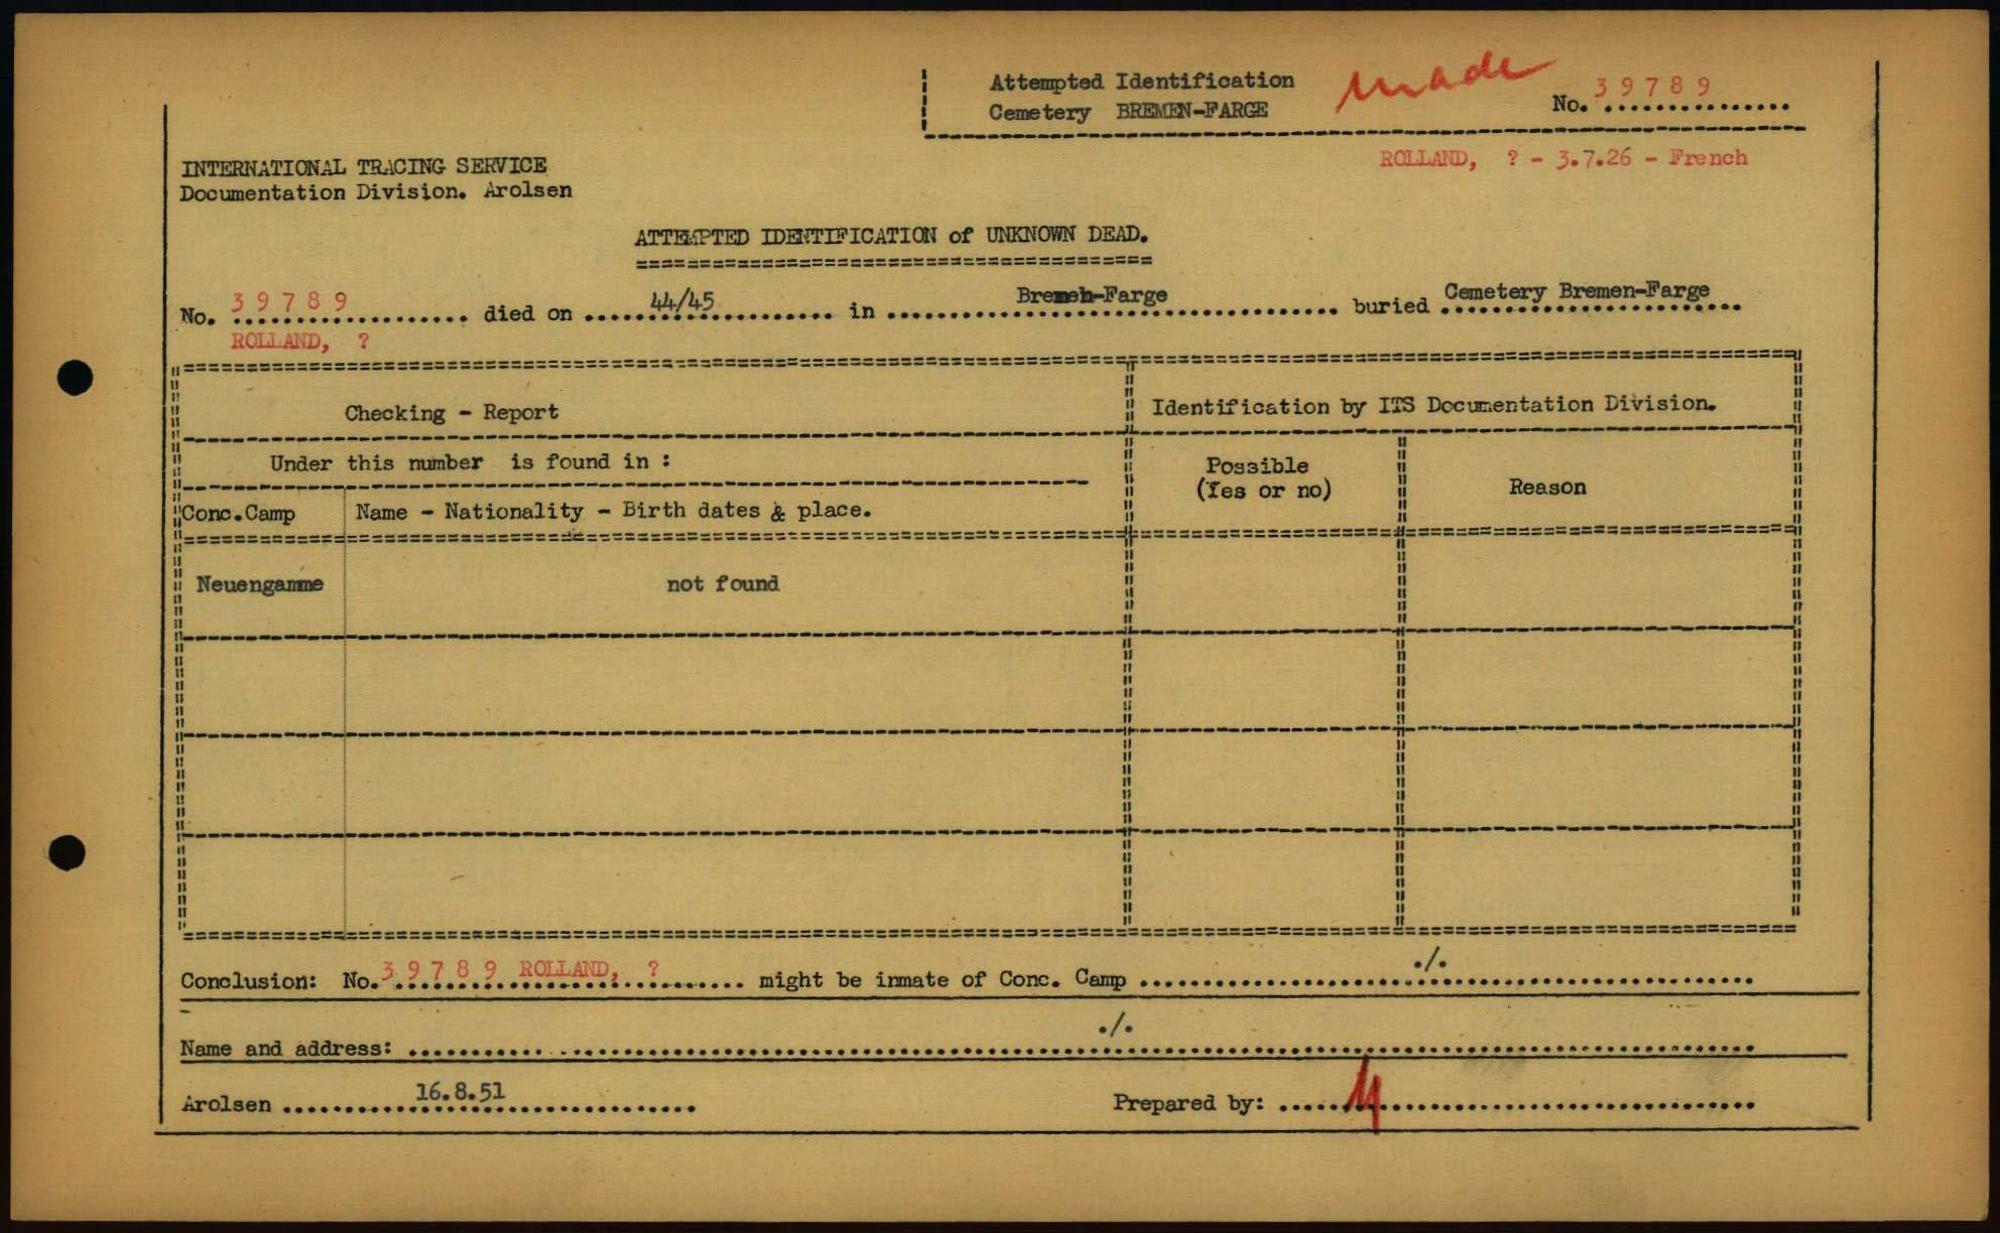 Attempted Identification
Cemetery BREMEN-FARGE
made
No. 39789
ROLLAND, ? - 3.7.26 - French
INTERNATIONAL TRACING SERVICE
Documentation Division. Arolsen
ATTEMPTED IDENTIFICATION of UNKNOWN DEAD.
No. 39789 died on 44/45 in Bremen-Farge buried Cemetery Bremen-Farge
ROLLAND, ?
Checking - Report
Identification by ITS Documentation Division.
Under this number is found in :
Possible
(Yes or no)
Reason
Conc.Camp
Name - Nationality - Birth dates & place.
Neuengamme
not found
Conclusion: No. 39789 ROLLAND, ? might be inmate of Conc. Camp ./.
Name and address: ./.
Arolsen 16.8.51
Prepared by: